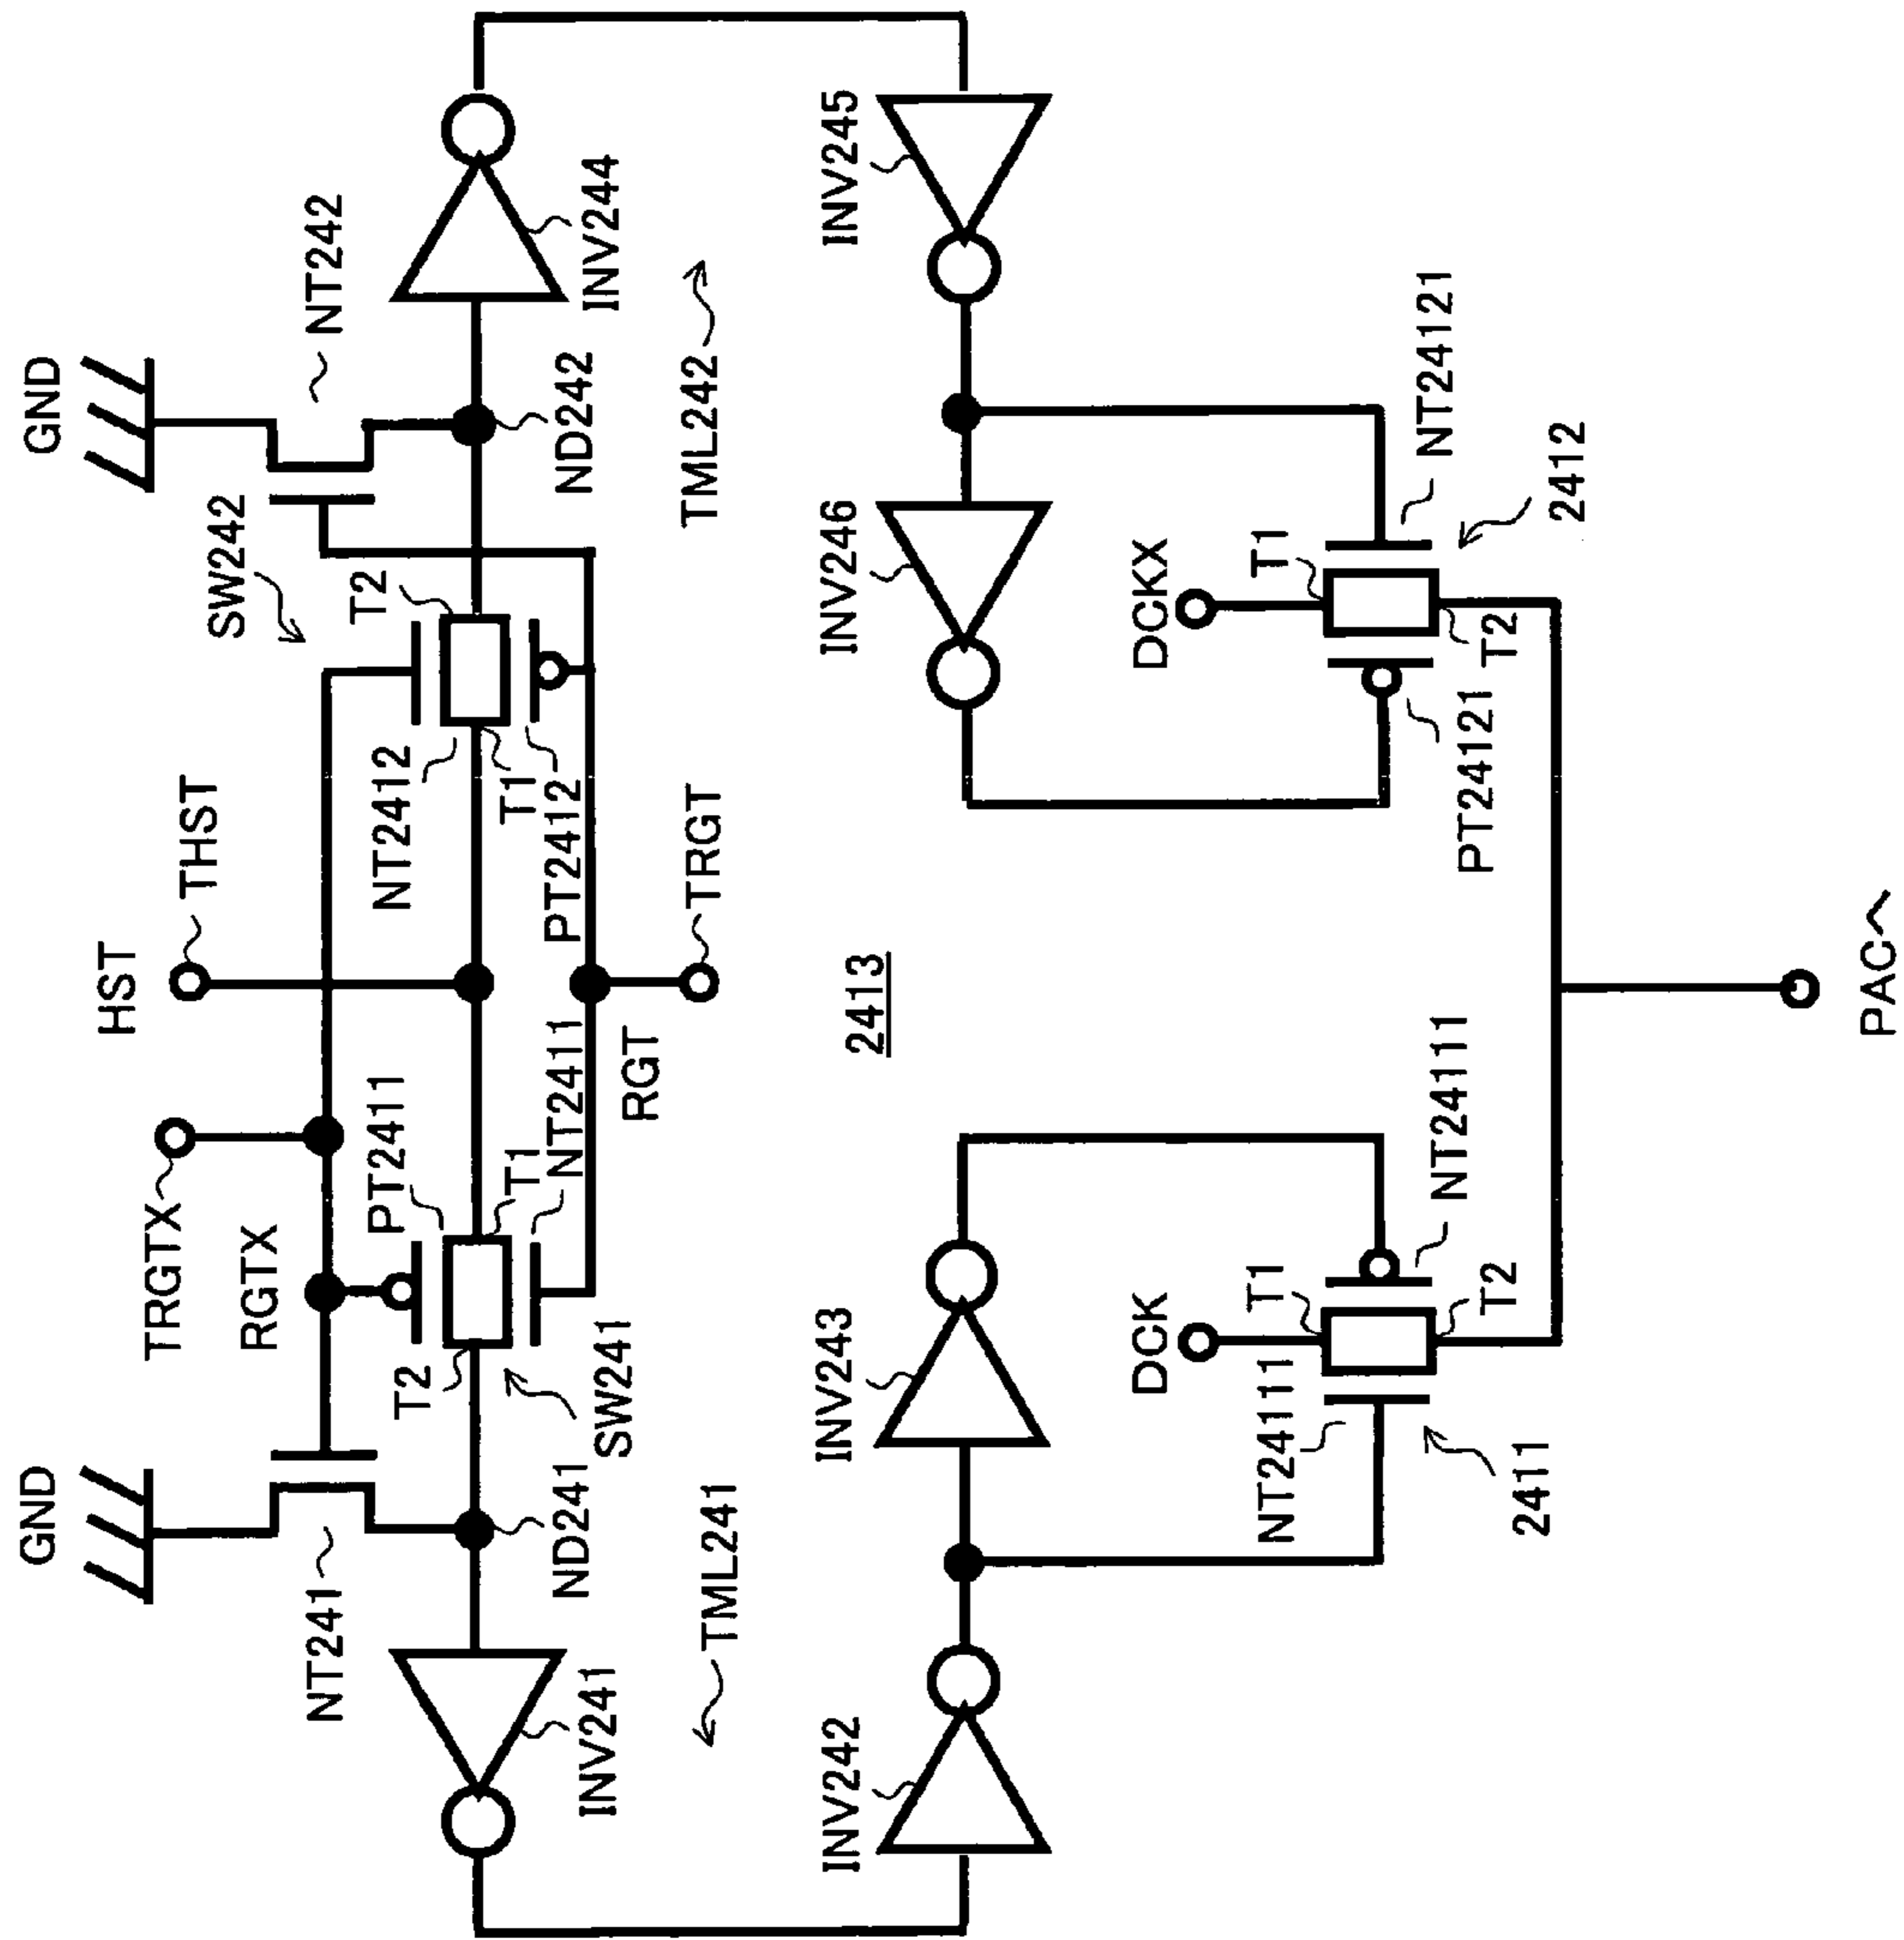 GND
GND
HST
TRGTX
THST
SW242
RGTX
NT241
NT242
T2
PT2411
NT2412
T2
T1
T1
ND241
NT2411
PT2412
ND242
INV241
SW241
INV244
RGT
TML241
TRGT
TML242
INV242
INV243
2413
INV246
INV245
DCK
DCKX
NT24111
T1
T1
NT24111
PT24121
NT24121
T2
T2
2411
2412
PAC